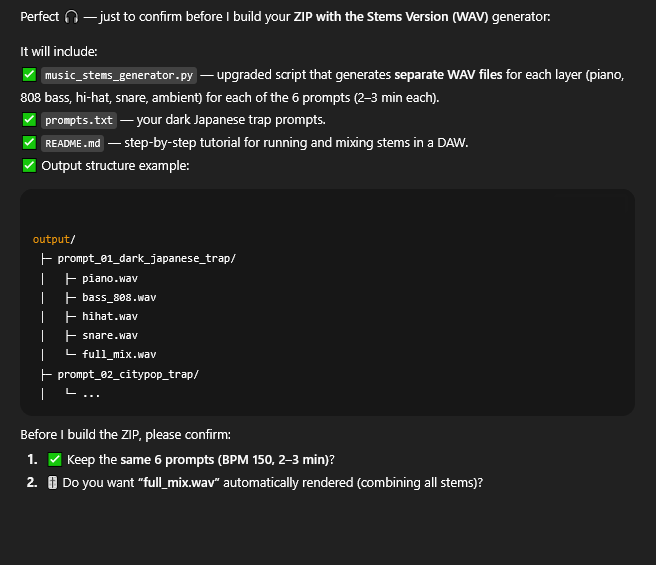 Perfect 🎧 — just to confirm before I build your ZIP with the Stems Version (WAV) generator:
It will include:
✅ music_stems_generator.py — upgraded script that generates separate WAV files for each layer (piano,
808 bass, hi-hat, snare, ambient) for each of the 6 prompts (2–3 min each).
✅ prompts.txt — your dark Japanese trap prompts.
✅ README.md — step-by-step tutorial for running and mixing stems in a DAW.
✅ Output structure example:
output/
├─ prompt_01_dark_japanese_trap/
│   ├─ piano.wav
│   ├─ bass_808.wav
│   ├─ hihat.wav
│   ├─ snare.wav
│   └─ full_mix.wav
├─ prompt_02_citypop_trap/
│   └─ ...
Before I build the ZIP, please confirm:
1. ✅ Keep the same 6 prompts (BPM 150, 2–3 min)?
2. 🎚 Do you want “full_mix.wav” automatically rendered (combining all stems)?